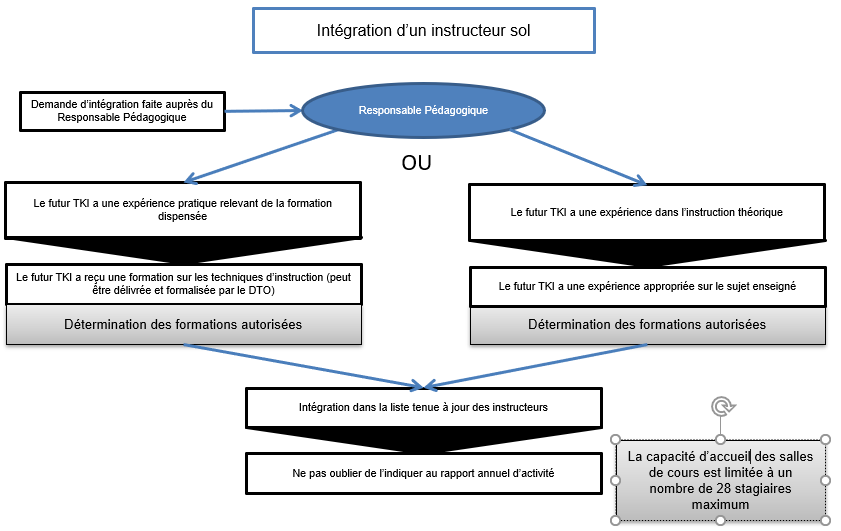 Intégration d'un instructeur sol
Demande d'intégration faite auprès du
Responsable Pédagogique
Responsable Pédagogique
OU
Le futur TKI a une expérience pratique relevant de la formation
dispensée
Le futur TKI a une expérience dans l'instruction théorique
Le futur TKI a reçu une formation sur les techniques d'instruction (peut
être délivrée et formalisée par le DTO)
Le futur TKI a une expérience appropriée sur le sujet enseigné
Détermination des formations autorisées
Détermination des formations autorisées
Intégration dans la liste tenue à jour des instructeurs
Ne pas oublier de l'indiquer au rapport annuel d'activité
La capacité d'accueil des salles
de cours est limitée à un
nombre de 28 stagiaires
maximum